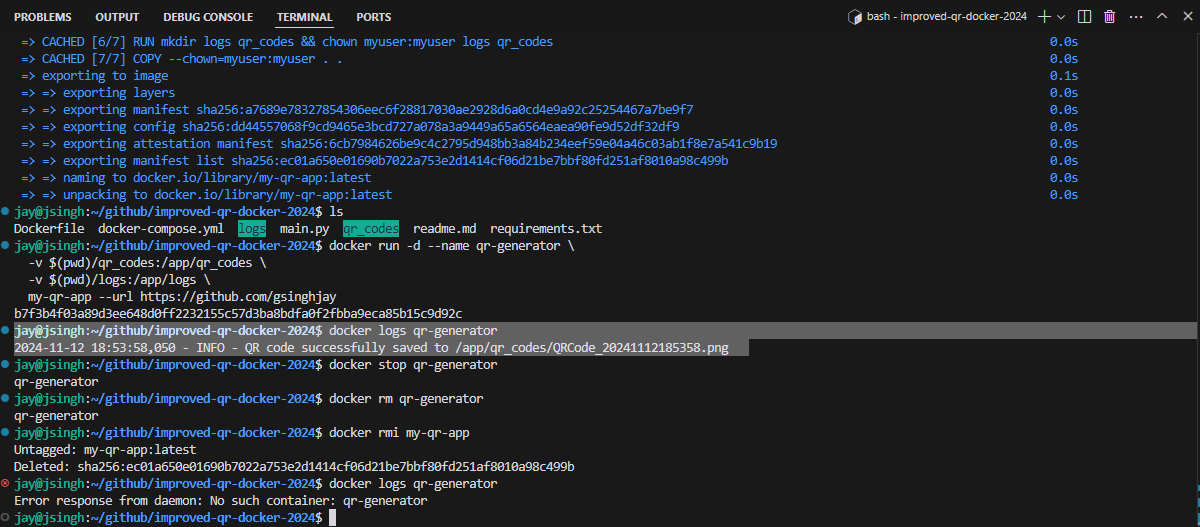 PROBLEMS OUTPUT DEBUG CONSOLE TERMINAL PORTS bash - improved-qr-docker-2024
=> CACHED [6/7] RUN mkdir logs qr_codes && chown myuser:myuser logs qr_codes 0.0s
=> CACHED [7/7] COPY --chown=myuser:myuser . . 0.0s
=> exporting to image 0.1s
=> => exporting layers 0.0s
=> => exporting manifest sha256:a7689e78327854306eec6f28817030ae2928d6a0cd4e9a92c25254467a7be9f7 0.0s
=> => exporting config sha256:dd44557068f9cd9465e3bcd727a078a3a9449a65a6564eaea90fe9d52df32df9 0.0s
=> => exporting attestation manifest sha256:6cb7984626be9c4c2795d948bb3a84b234eef59e04a46c03ab1f8e7a541c9b19 0.0s
=> => exporting manifest list sha256:ec01a650e01690b7022a753e2d1414cf06d21be7bbf80fd251af8010a98c499b 0.0s
=> => naming to docker.io/library/my-qr-app:latest 0.0s
=> => unpacking to docker.io/library/my-qr-app:latest 0.0s
jay@jsingh:~/github/improved-qr-docker-2024$ ls
Dockerfile docker-compose.yml logs main.py qr_codes readme.md requirements.txt
jay@jsingh:~/github/improved-qr-docker-2024$ docker run -d --name qr-generator \
-v $(pwd)/qr_codes:/app/qr_codes \
-v $(pwd)/logs:/app/logs \
my-qr-app --url https://github.com/gsinghjay
b7f3b4f03a89d3ee648d0ff2232155c57d3ba8bdfa0f2fbba9eca85b15c9d92c
jay@jsingh:~/github/improved-qr-docker-2024$ docker logs qr-generator
2024-11-12 18:53:58,050 - INFO - QR code successfully saved to /app/qr_codes/QRCode_20241112185358.png
jay@jsingh:~/github/improved-qr-docker-2024$ docker stop qr-generator
qr-generator
jay@jsingh:~/github/improved-qr-docker-2024$ docker rm qr-generator
qr-generator
jay@jsingh:~/github/improved-qr-docker-2024$ docker rmi my-qr-app
Untagged: my-qr-app:latest
Deleted: sha256:ec01a650e01690b7022a753e2d1414cf06d21be7bbf80fd251af8010a98c499b
jay@jsingh:~/github/improved-qr-docker-2024$ docker logs qr-generator
Error response from daemon: No such container: qr-generator
jay@jsingh:~/github/improved-qr-docker-2024$